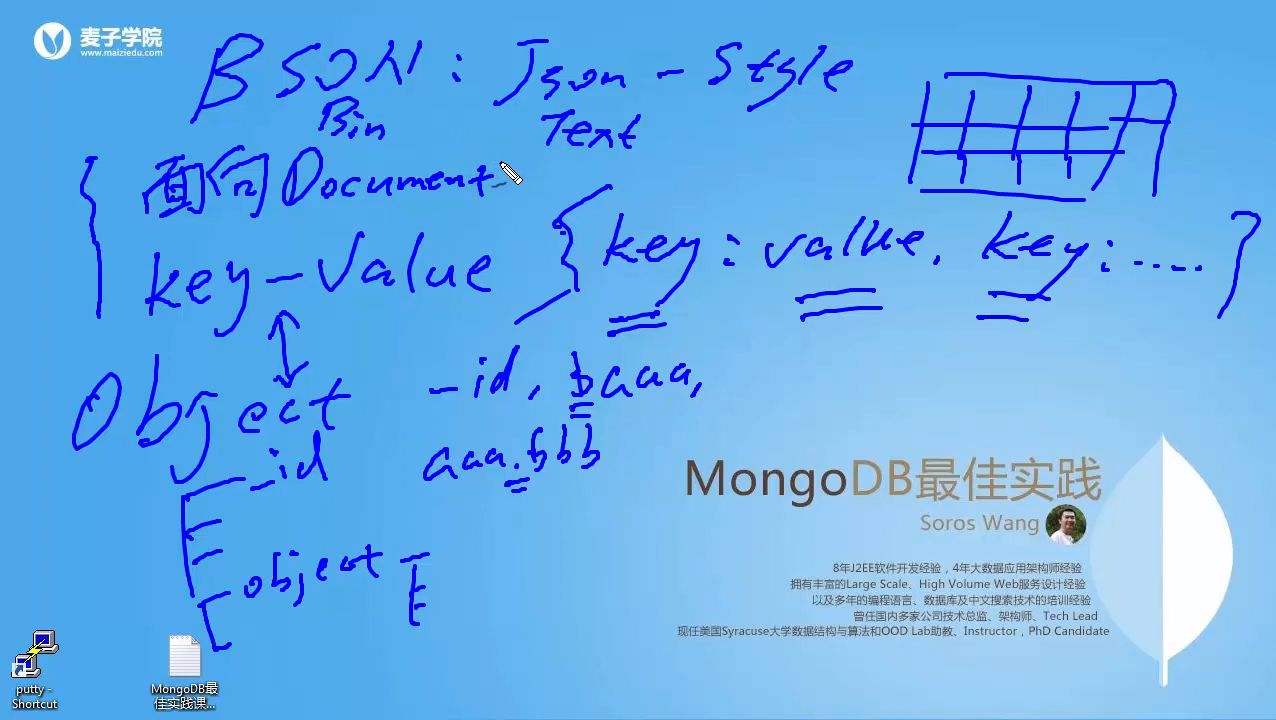 麦子学院
www.maiziedu.com
BSON : Json - Style
Bin Text
面向Document
key-Value { key : value, key : ..... }
Object _id, baaa,
_id aaa.bbb
object
MongoDB最佳实践
Soros Wang
8年J2EE软件开发经验，4年大数据应用架构师经验
拥有丰富的Large Scale、High Volume Web服务设计经验
以及多年的编程语言、数据库及中文搜索技术的培训经验
曾任国内多家公司技术总监、架构师、Tech Lead
现任美国Syracuse大学数据结构与算法和OOD Lab助教、Instructor，PhD Candidate
putty -
Shortcut
MongoDB最
佳实践课...